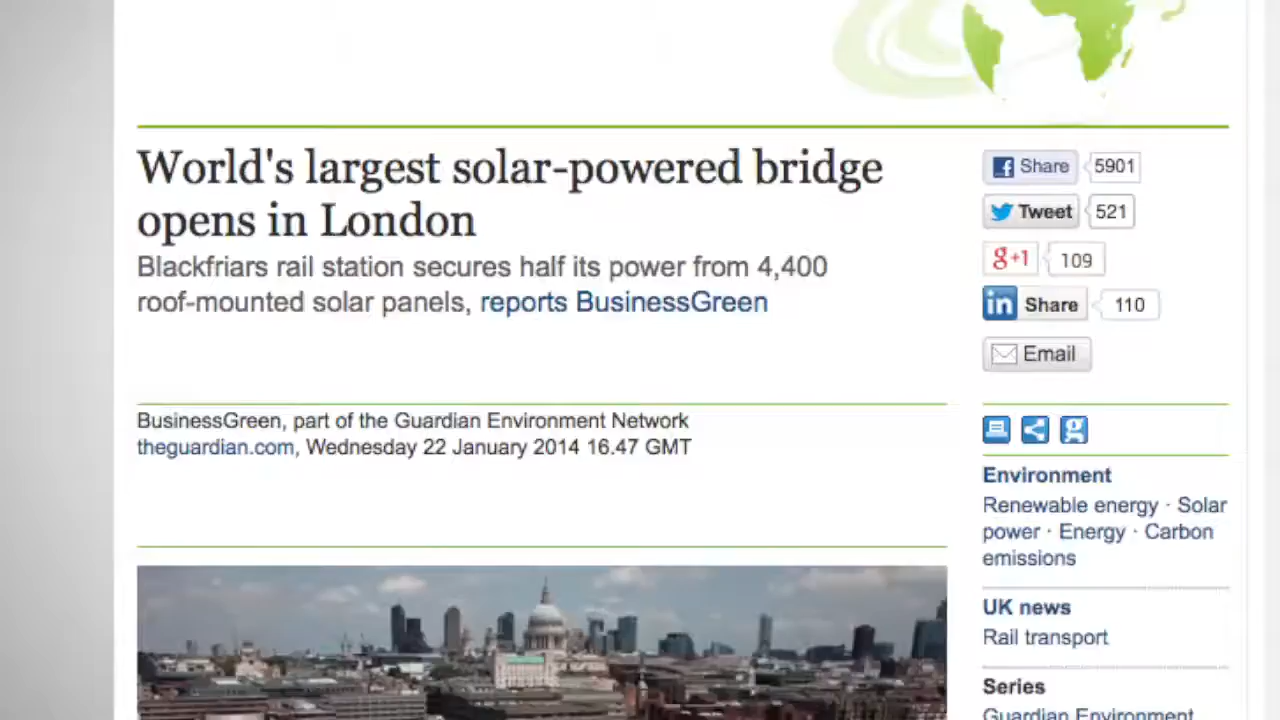 World's largest solar-powered bridge
opens in London
Blackfriars rail station secures half its power from 4,400
roof-mounted solar panels, reports BusinessGreen
BusinessGreen, part of the Guardian Environment Network
theguardian.com, Wednesday 22 January 2014 16.47 GMT
Share 5901
Tweet 521
g+1 109
in Share 110
Email
Environment
Renewable energy · Solar
power · Energy · Carbon
emissions
UK news
Rail transport
Series
Guardian Environment